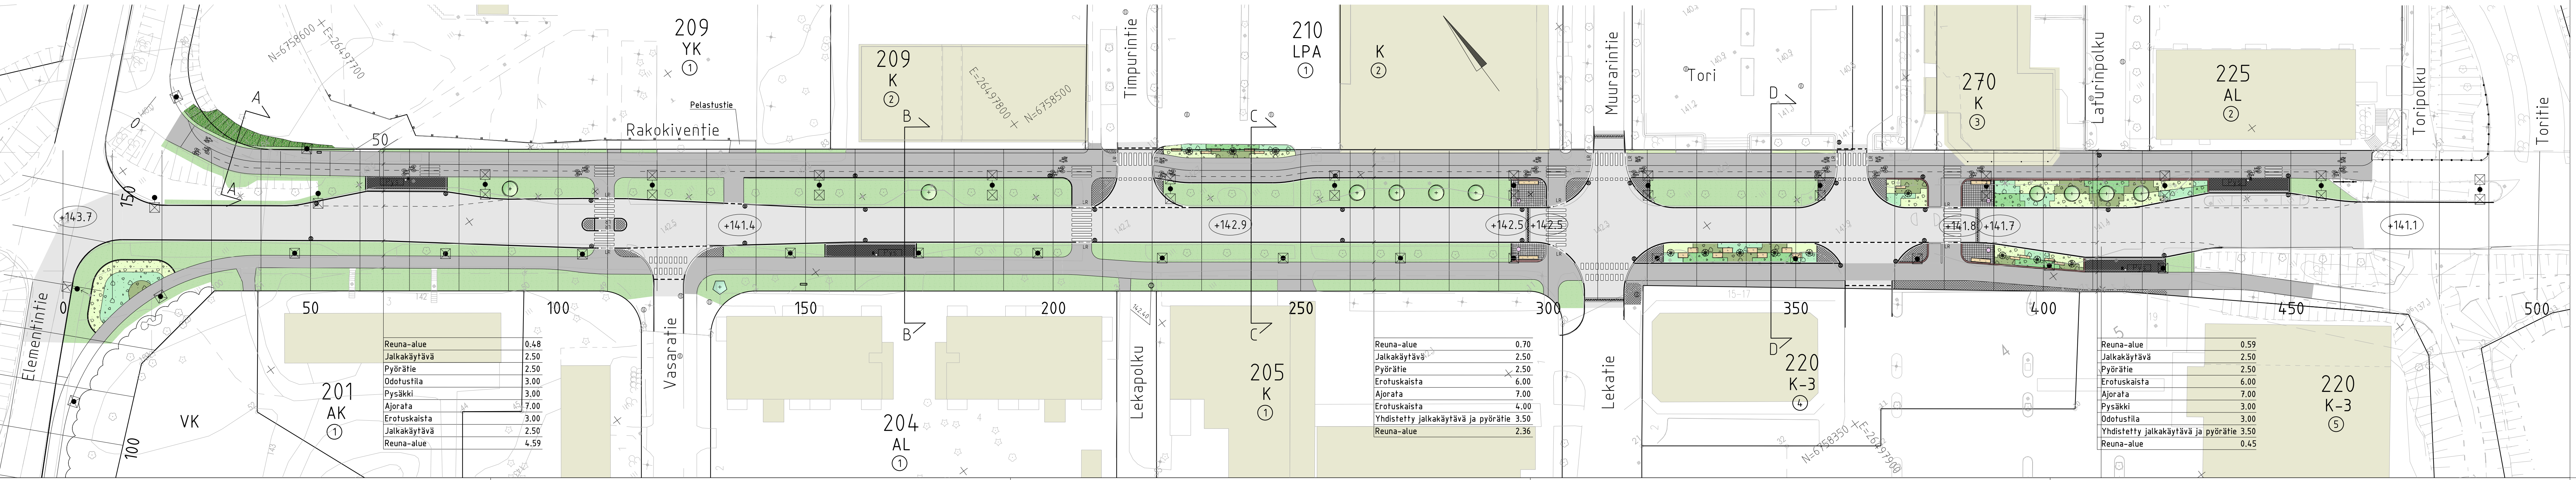 209
YK
1
N=6758600
E=26497700
A
A
Pelastustie
Rakokiventie
209
K
2
E=26497800
N=6758500
B
B
Timpurintie
210
LPA
1
K
2
C
C
Muurarintie
Tori
D
D
270
K
3
Laturinpolku
225
AL
2
Toripolku
Toritie
+143.7
+141.4
+142.9
+142.5
+142.5
+141.8
+141.7
+141.1
0
50
150
0
50
100
150
200
250
300
350
400
450
500
100
Elementintie
VK
201
AK
1
Reuna-alue 0.48
Jalkakäytävä 2.50
Pyörätie 2.50
Odotustila 3.00
Pysäkki 3.00
Ajorata 7.00
Erotuskaista 3.00
Jalkakäytävä 2.50
Reuna-alue 4.59
Vasaratie
204
AL
1
Lekapolku
205
K
1
Reuna-alue 0.70
Jalkakäytävä 2.50
Pyörätie 2.50
Erotuskaista 6.00
Ajorata 7.00
Erotuskaista 4.00
Yhdistetty jalkakäytävä ja pyörätie 3.50
Reuna-alue 2.36
Lekatie
220
K-3
4
N=6758350
E=26497900
Reuna-alue 0.59
Jalkakäytävä 2.50
Pyörätie 2.50
Erotuskaista 6.00
Ajorata 7.00
Pysäkki 3.00
Odotustila 3.00
Yhdistetty jalkakäytävä ja pyörätie 3.50
Reuna-alue 0.45
220
K-3
5